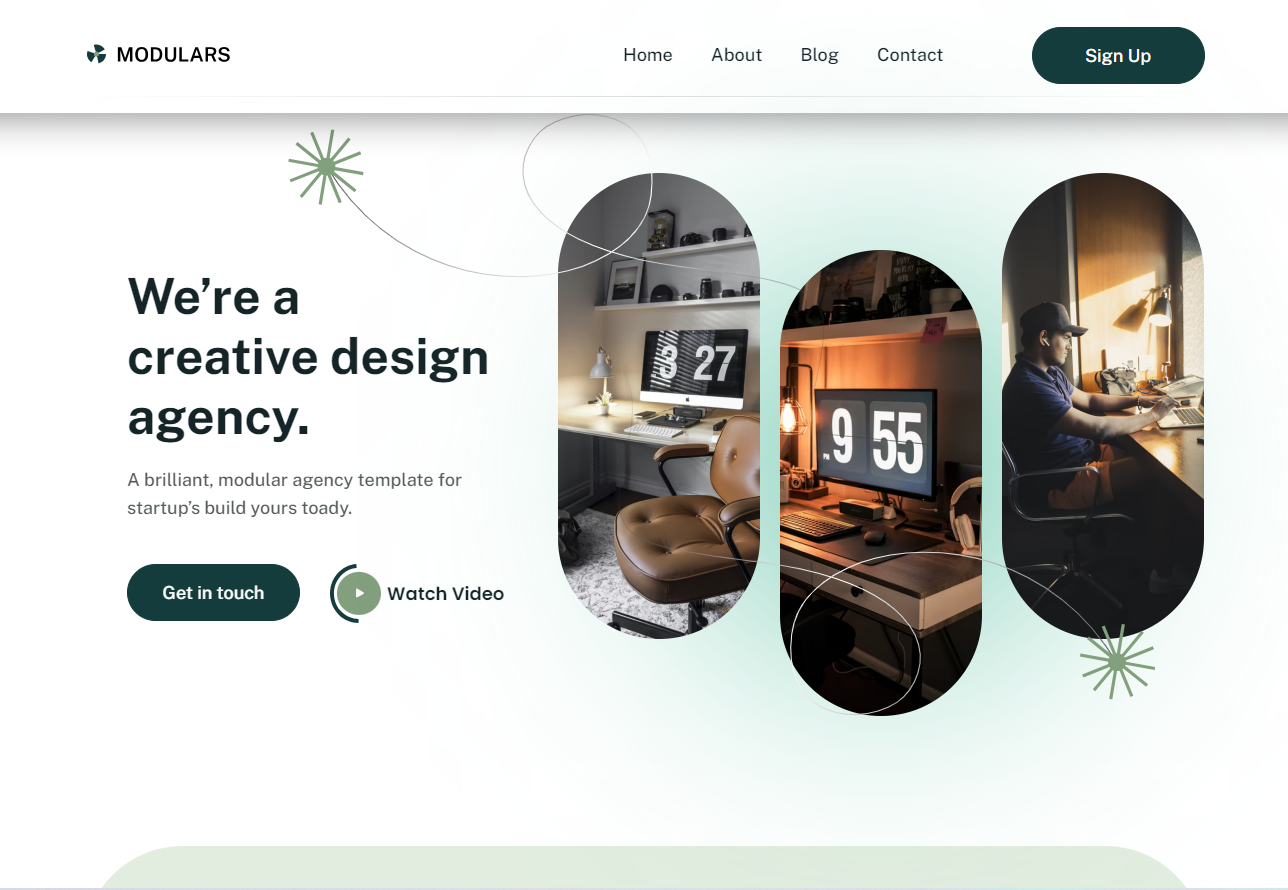 MODULARS
Home
About
Blog
Contact
Sign Up
We’re a
creative design
agency.
A brilliant, modular agency template for
startup’s build yours toady.
Get in touch
Watch Video
3 27
PM 9 55